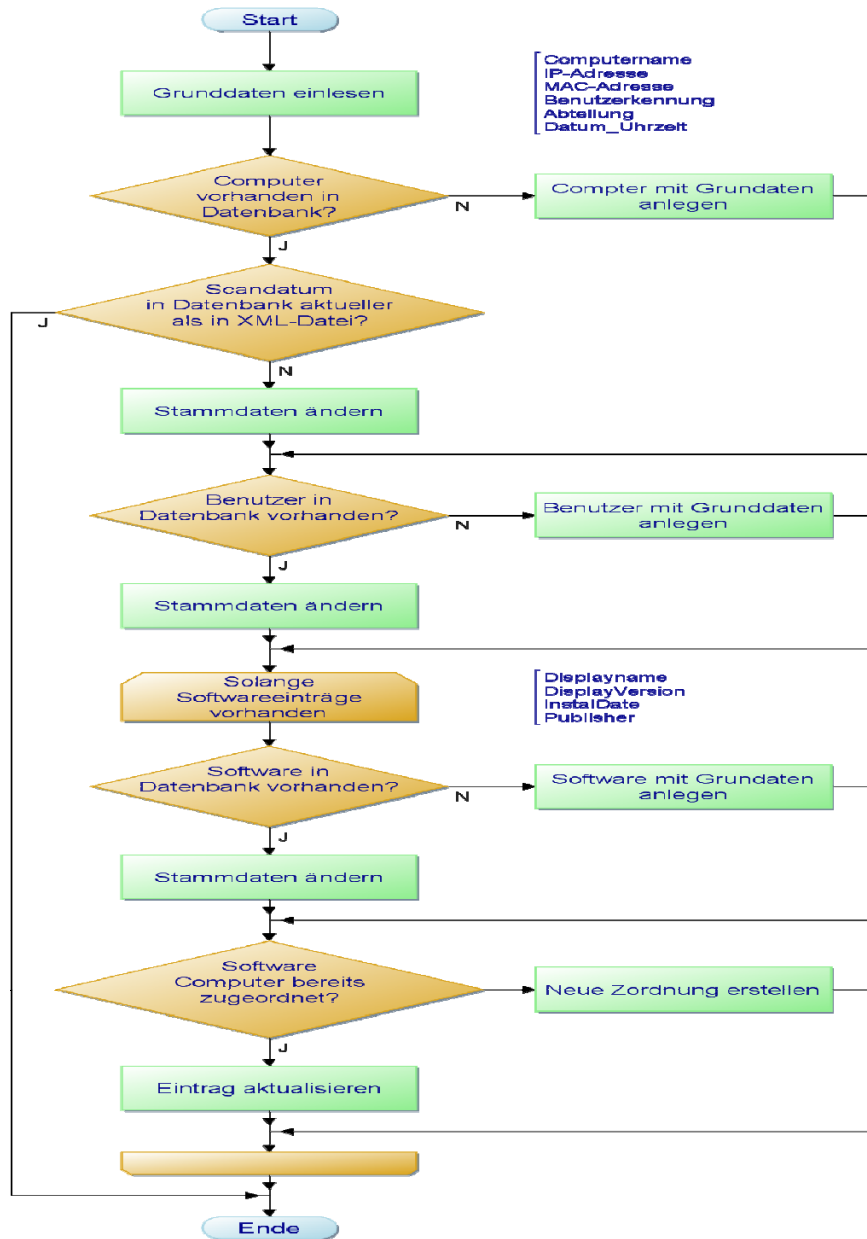 Start
Grunddaten einlesen
Computername
IP-Adresse
MAC-Adresse
Benutzerkennung
Abteilung
Datum_Uhrzeit
Computer
vorhanden in
Datenbank?
N
Compter mit Grundaten
anlegen
J
Scandatum
in Datenbank aktueller
als in XML-Datei?
J
N
Stammdaten ändern
Benutzer in
Datenbank vorhanden?
N
Benutzer mit Grunddaten
anlegen
J
Stammdaten ändern
Solange
Softwareeinträge
vorhanden
Displayname
DisplayVersion
InstalDate
Publisher
Software in
Datenbank vorhanden?
N
Software mit Grundaten
anlegen
J
Stammdaten ändern
Software
Computer bereits
zugeordnet?
Neue Zordnung erstellen
J
Eintrag aktualisieren
Ende